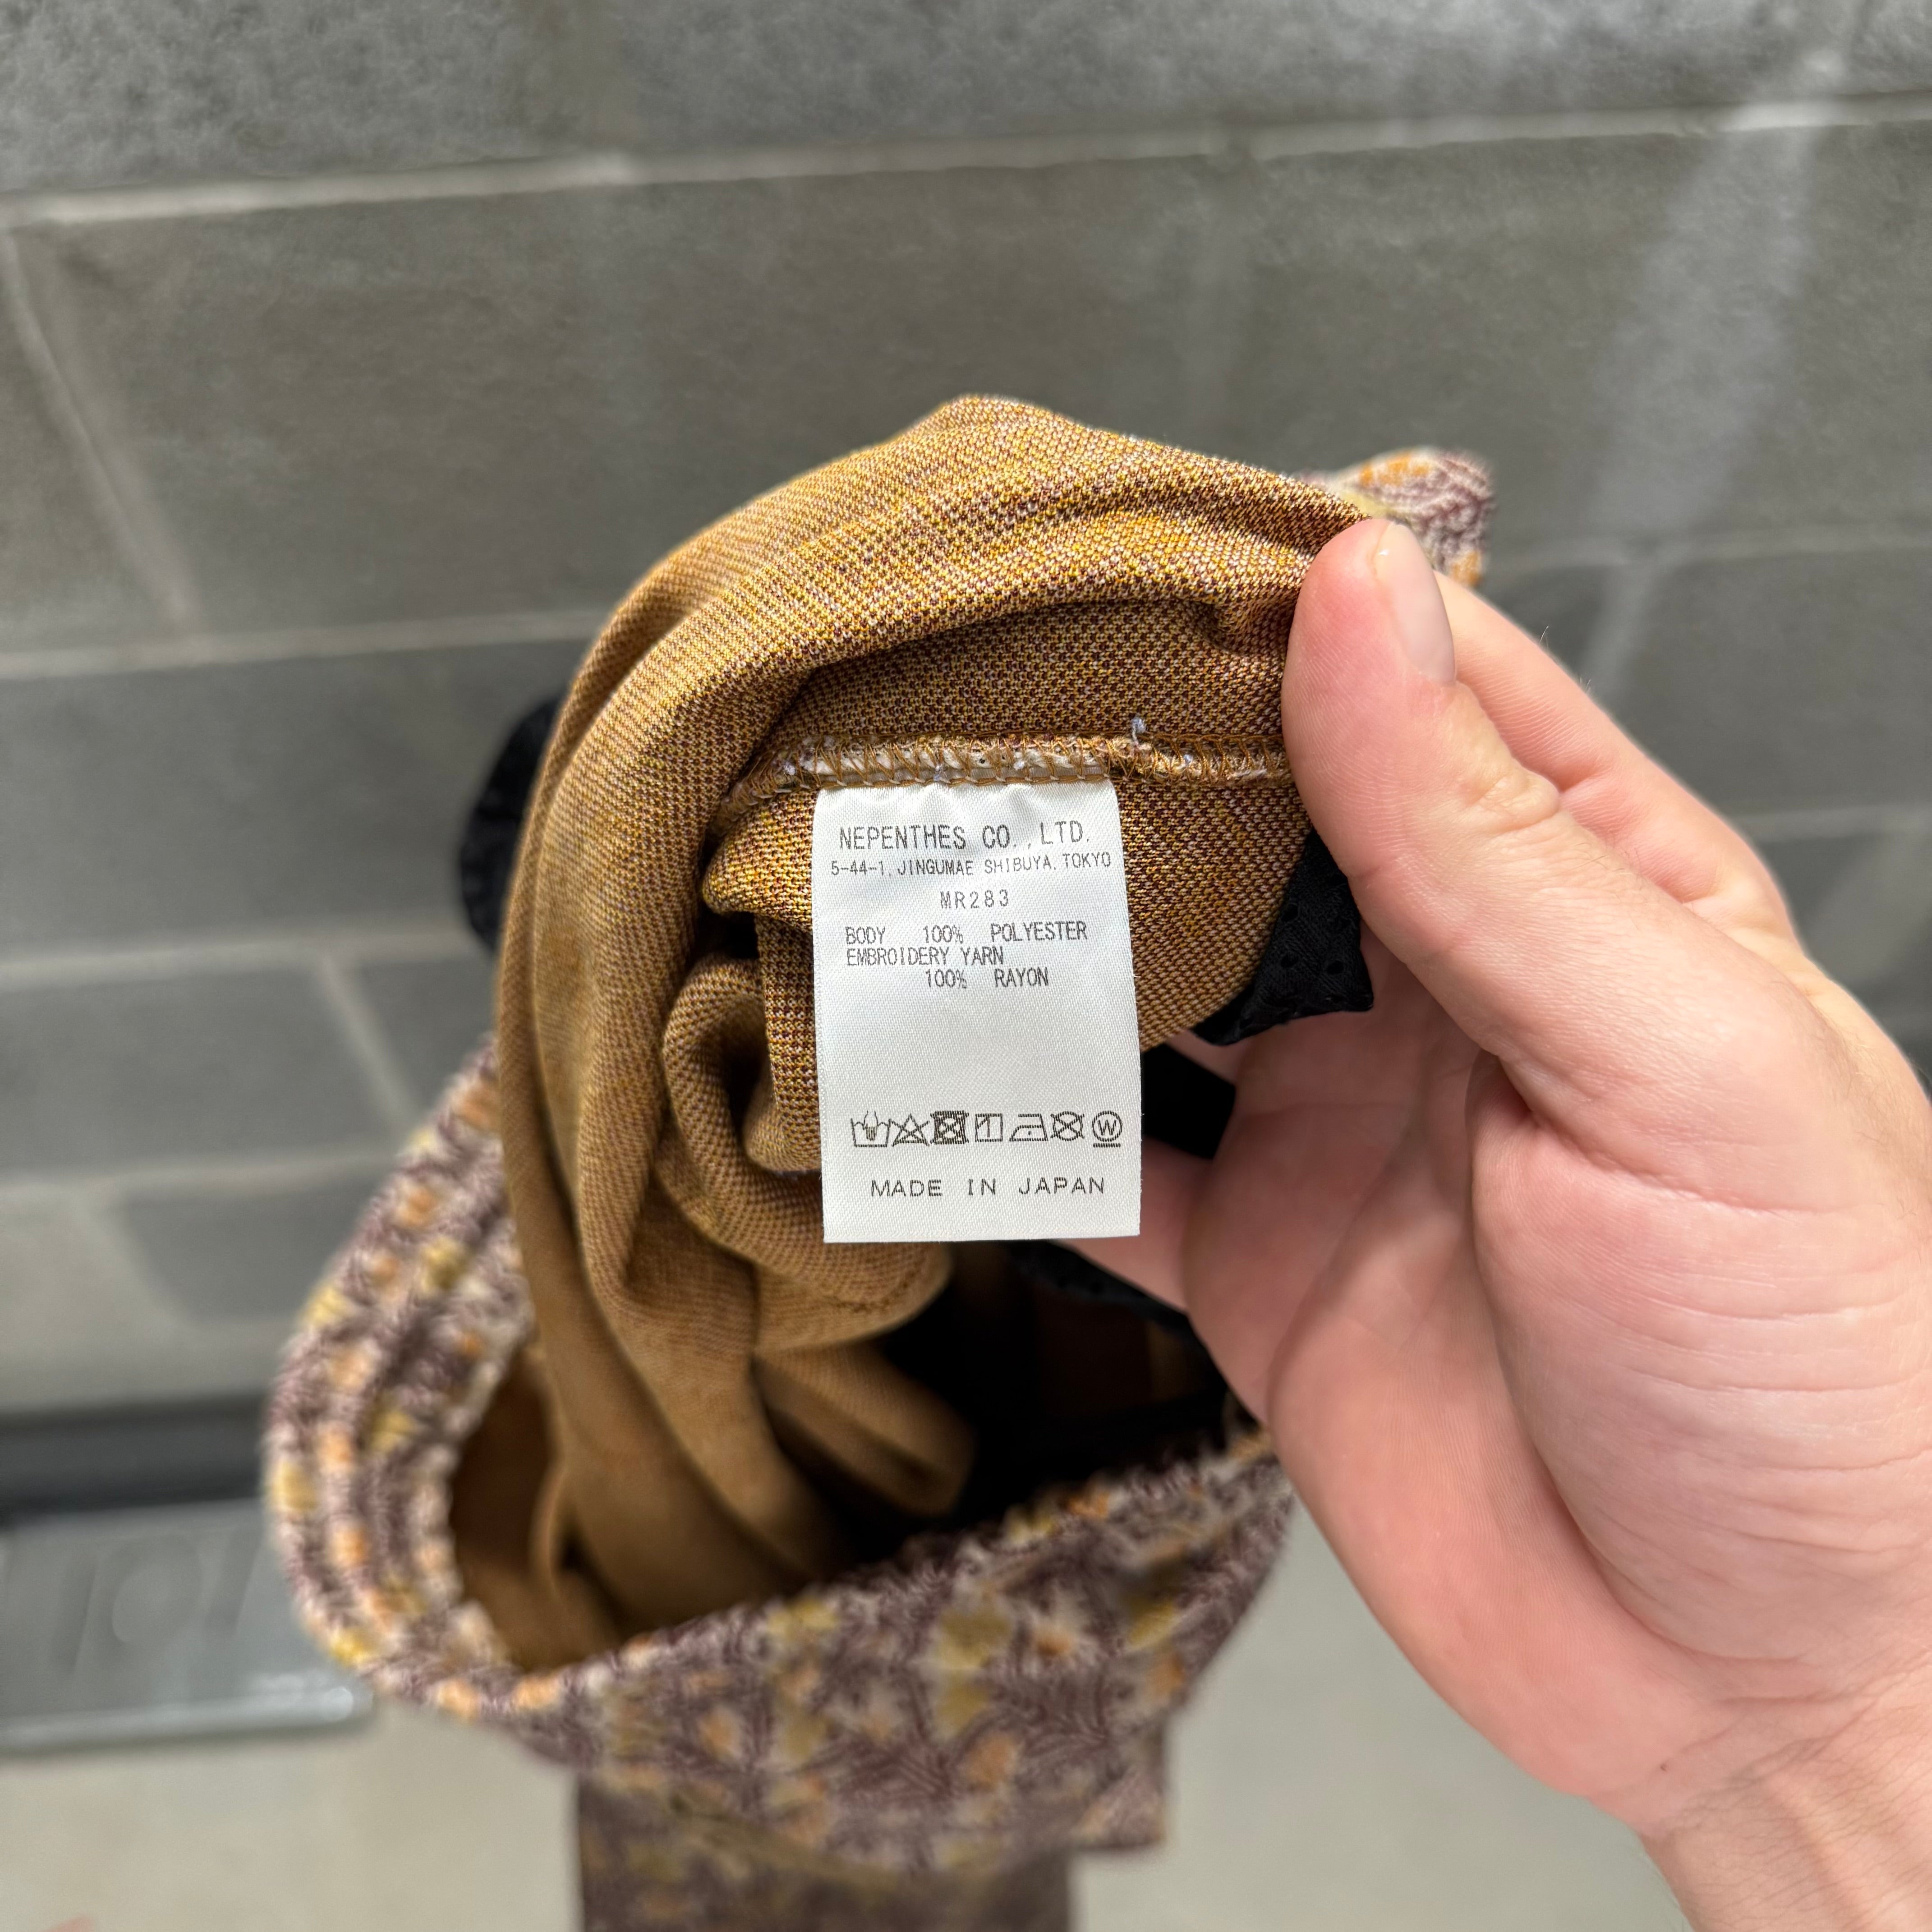 NEPENTHES CO.,LTD.
5-44-1, JINGUMAE SHIBUYA, TOKYO
MR283
BODY 100% POLYESTER
EMBROIDERY YARN
100% RAYON
W
MADE IN JAPAN